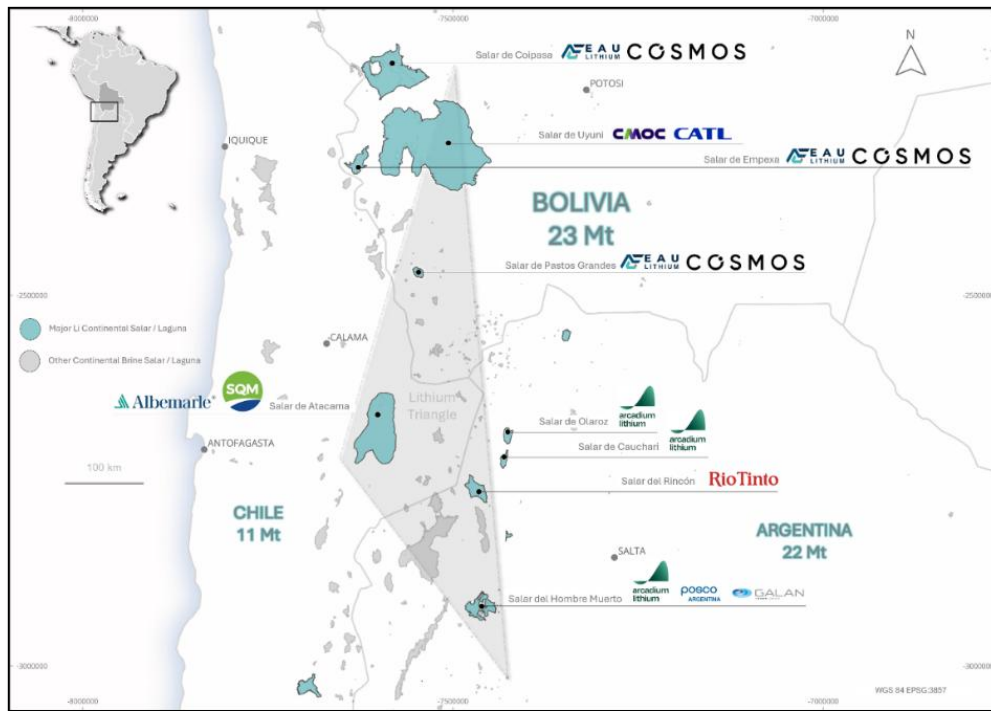 -8000000
-7500000
-7000000
N
Salar de Coipasa EAU LITHIUM COSMOS
POTOSI
IQUIQUE
Salar de Uyuni CMOC CATL
Salar de Empexa EAU LITHIUM COSMOS
BOLIVIA
23 Mt
Salar de Pastos Grandes EAU LITHIUM COSMOS
-2500000
-2500000
Major Li Continental Salar / Laguna
CALAMA
Other Continental Brine Salar / Laguna
Albemarle SQM Salar de Atacama
Lithium
Triangle
Salar de Olaroz arcadium lithium
ANTOFAGASTA
Salar de Cauchari arcadium lithium
100 km
Salar del Rincón RioTinto
CHILE
11 Mt
ARGENTINA
22 Mt
SALTA
Salar del Hombre Muerto arcadium lithium posco ARGENTINA GALAN
-3000000
-3000000
WGS 84 EPSG:3857
-8000000
-7500000
-7000000